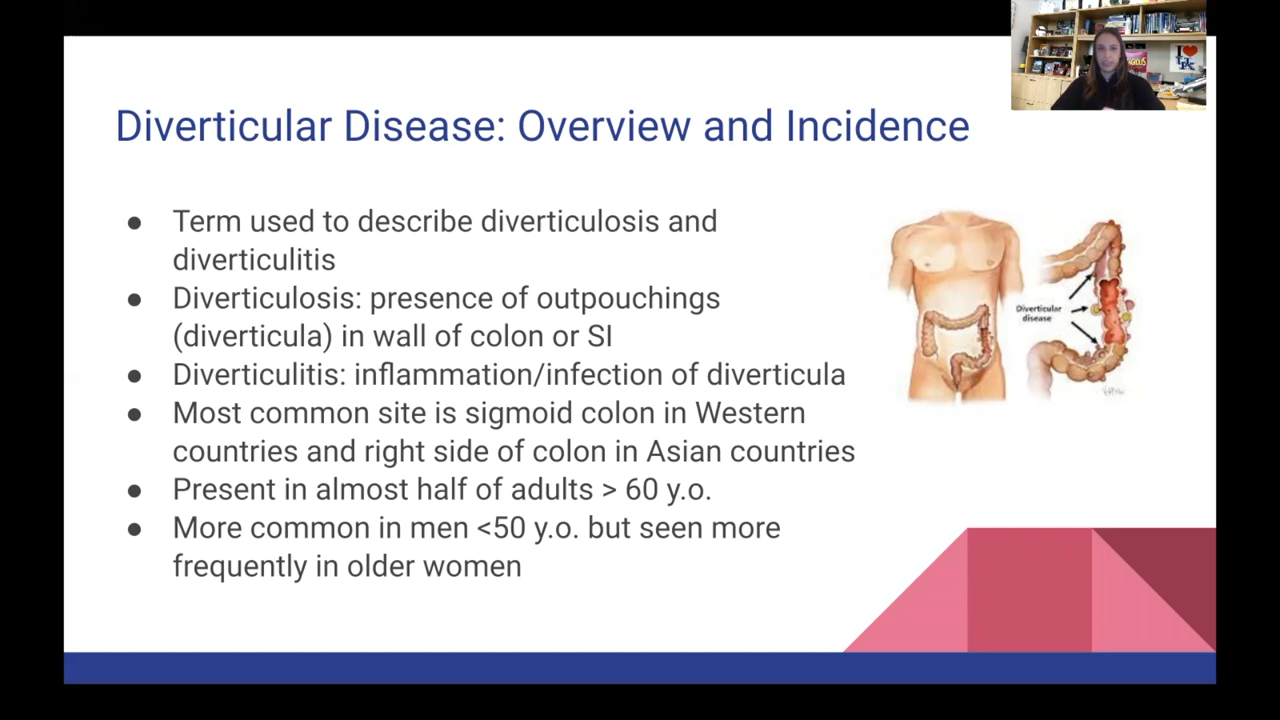 Diverticular Disease: Overview and Incidence
● Term used to describe diverticulosis and
diverticulitis
● Diverticulosis: presence of outpouchings
(diverticula) in wall of colon or SI
● Diverticulitis: inflammation/infection of diverticula
● Most common site is sigmoid colon in Western
countries and right side of colon in Asian countries
● Present in almost half of adults > 60 y.o.
● More common in men <50 y.o. but seen more
frequently in older women
Diverticular
disease
I ❤
UK